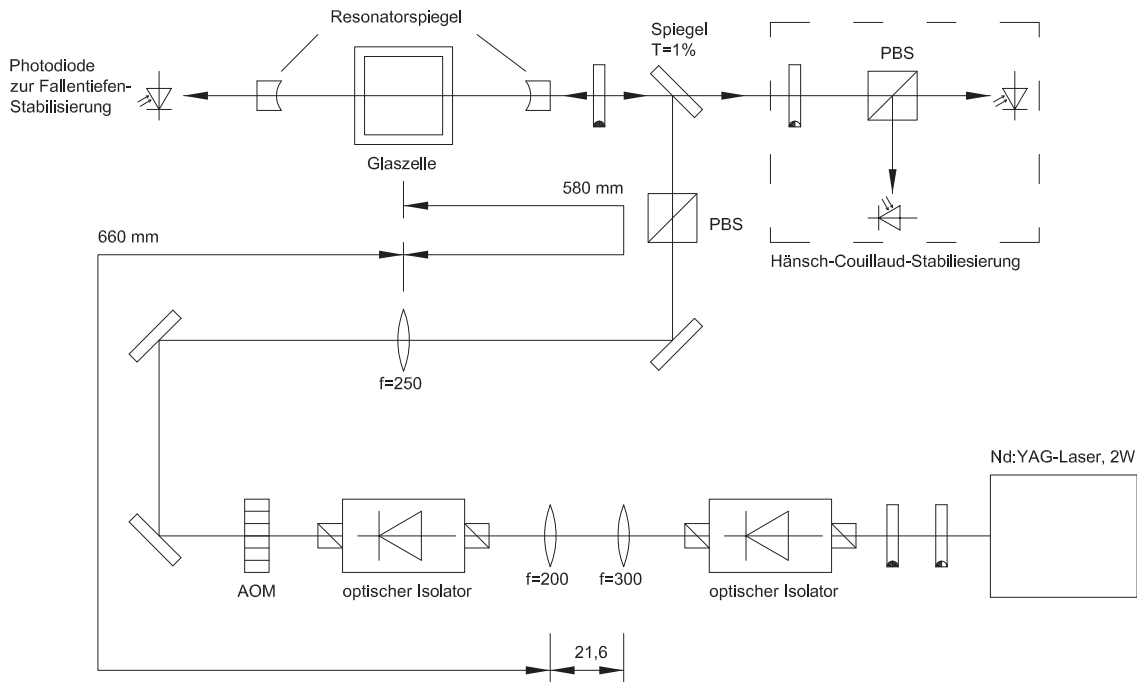 Resonatorspiegel
Spiegel
T=1%
PBS
Photodiode
zur Fallentiefen-
Stabilisierung
Glaszelle
580 mm
PBS
660 mm
Hänsch-Couillaud-Stabiliesierung
f=250
Nd:YAG-Laser, 2W
AOM
optischer Isolator
f=200
f=300
optischer Isolator
21,6